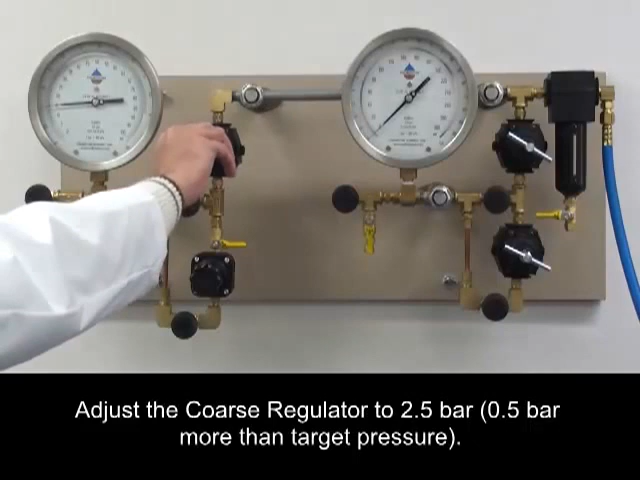 Adjust the Coarse Regulator to 2.5 bar (0.5 bar
more than target pressure).